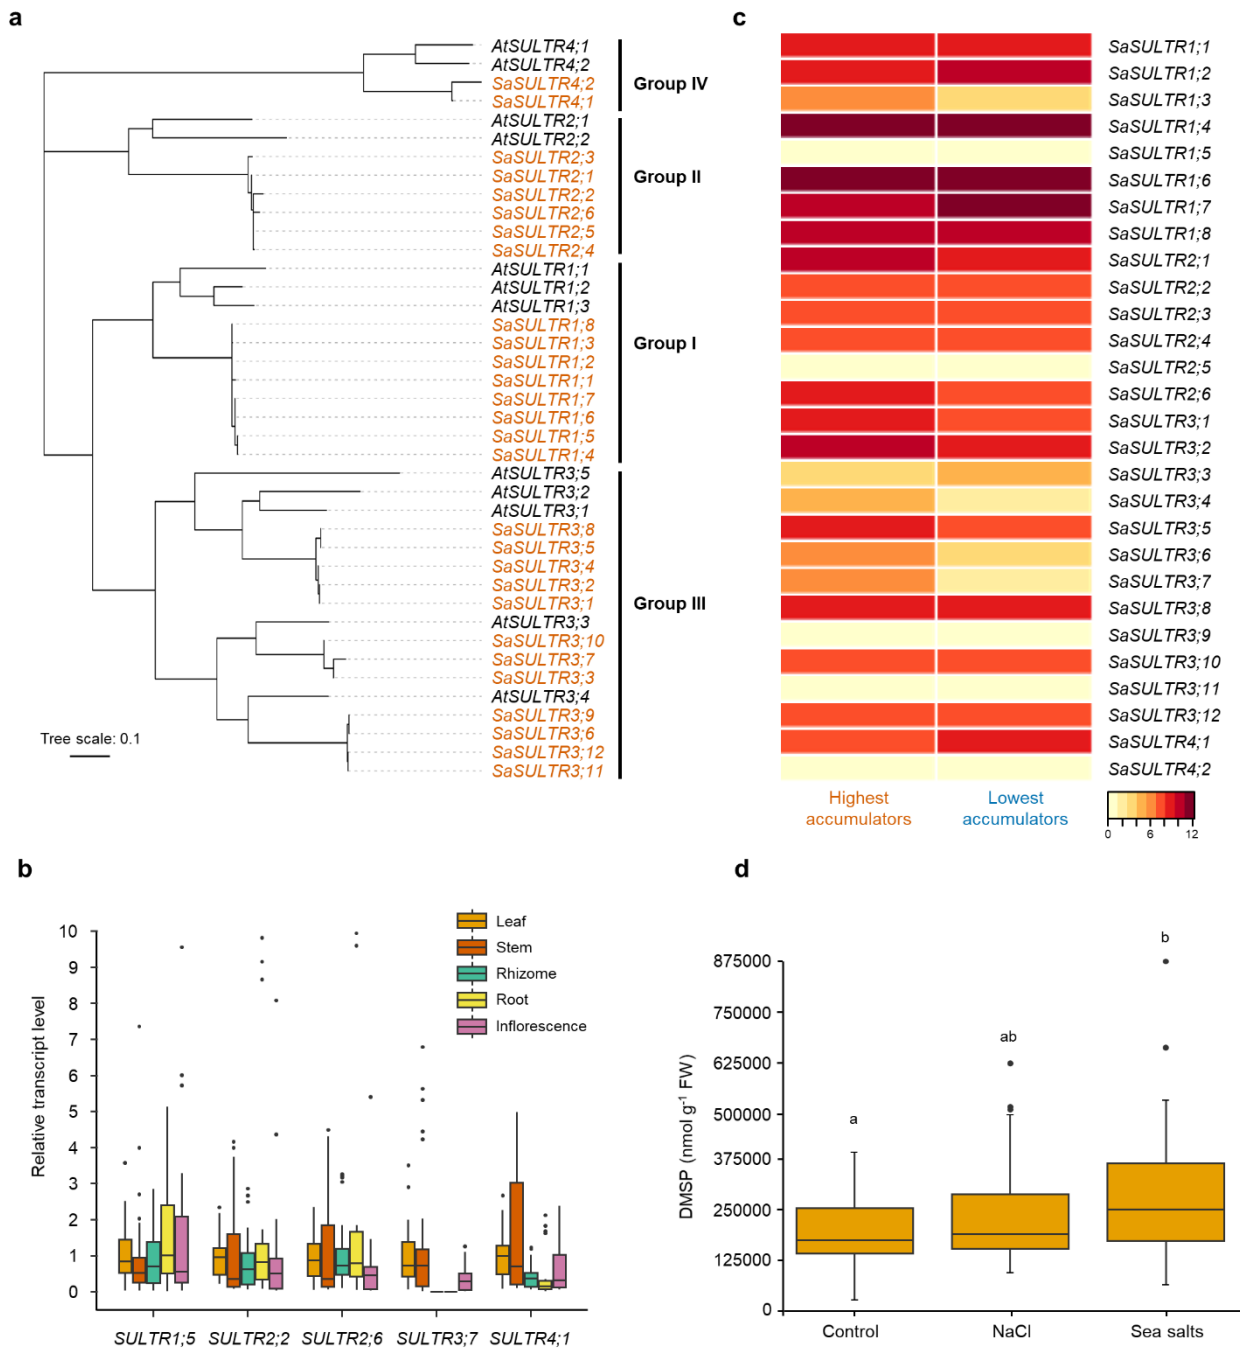 a
AtSULTR4;1
AtSULTR4;2
SaSULTR4;2
SaSULTR4;1
Group IV
AtSULTR2;1
AtSULTR2;2
SaSULTR2;3
SaSULTR2;1
SaSULTR2;2
SaSULTR2;6
SaSULTR2;5
SaSULTR2;4
Group II
AtSULTR1;1
AtSULTR1;2
AtSULTR1;3
SaSULTR1;8
SaSULTR1;3
SaSULTR1;2
SaSULTR1;1
SaSULTR1;7
SaSULTR1;6
SaSULTR1;5
SaSULTR1;4
Group I
AtSULTR3;5
AtSULTR3;2
AtSULTR3;1
SaSULTR3;8
SaSULTR3;5
SaSULTR3;4
SaSULTR3;2
SaSULTR3;1
AtSULTR3;3
SaSULTR3;10
SaSULTR3;7
SaSULTR3;3
AtSULTR3;4
SaSULTR3;9
SaSULTR3;6
SaSULTR3;12
SaSULTR3;11
Group III
Tree scale: 0.1
c
SaSULTR1;1
SaSULTR1;2
SaSULTR1;3
SaSULTR1;4
SaSULTR1;5
SaSULTR1;6
SaSULTR1;7
SaSULTR1;8
SaSULTR2;1
SaSULTR2;2
SaSULTR2;3
SaSULTR2;4
SaSULTR2;5
SaSULTR2;6
SaSULTR3;1
SaSULTR3;2
SaSULTR3;3
SaSULTR3;4
SaSULTR3;5
SaSULTR3;6
SaSULTR3;7
SaSULTR3;8
SaSULTR3;9
SaSULTR3;10
SaSULTR3;11
SaSULTR3;12
SaSULTR4;1
SaSULTR4;2
Highest
accumulators
Lowest
accumulators
0 6 12
b
Relative transcript level
10
9
8
7
6
5
4
3
2
1
0
Leaf
Stem
Rhizome
Root
Inflorescence
SULTR1;5 SULTR2;2 SULTR2;6 SULTR3;7 SULTR4;1
d
DMSP (nmol g⁻¹ FW)
875000
750000
625000
500000
375000
250000
125000
0
a
ab
b
Control NaCl Sea salts